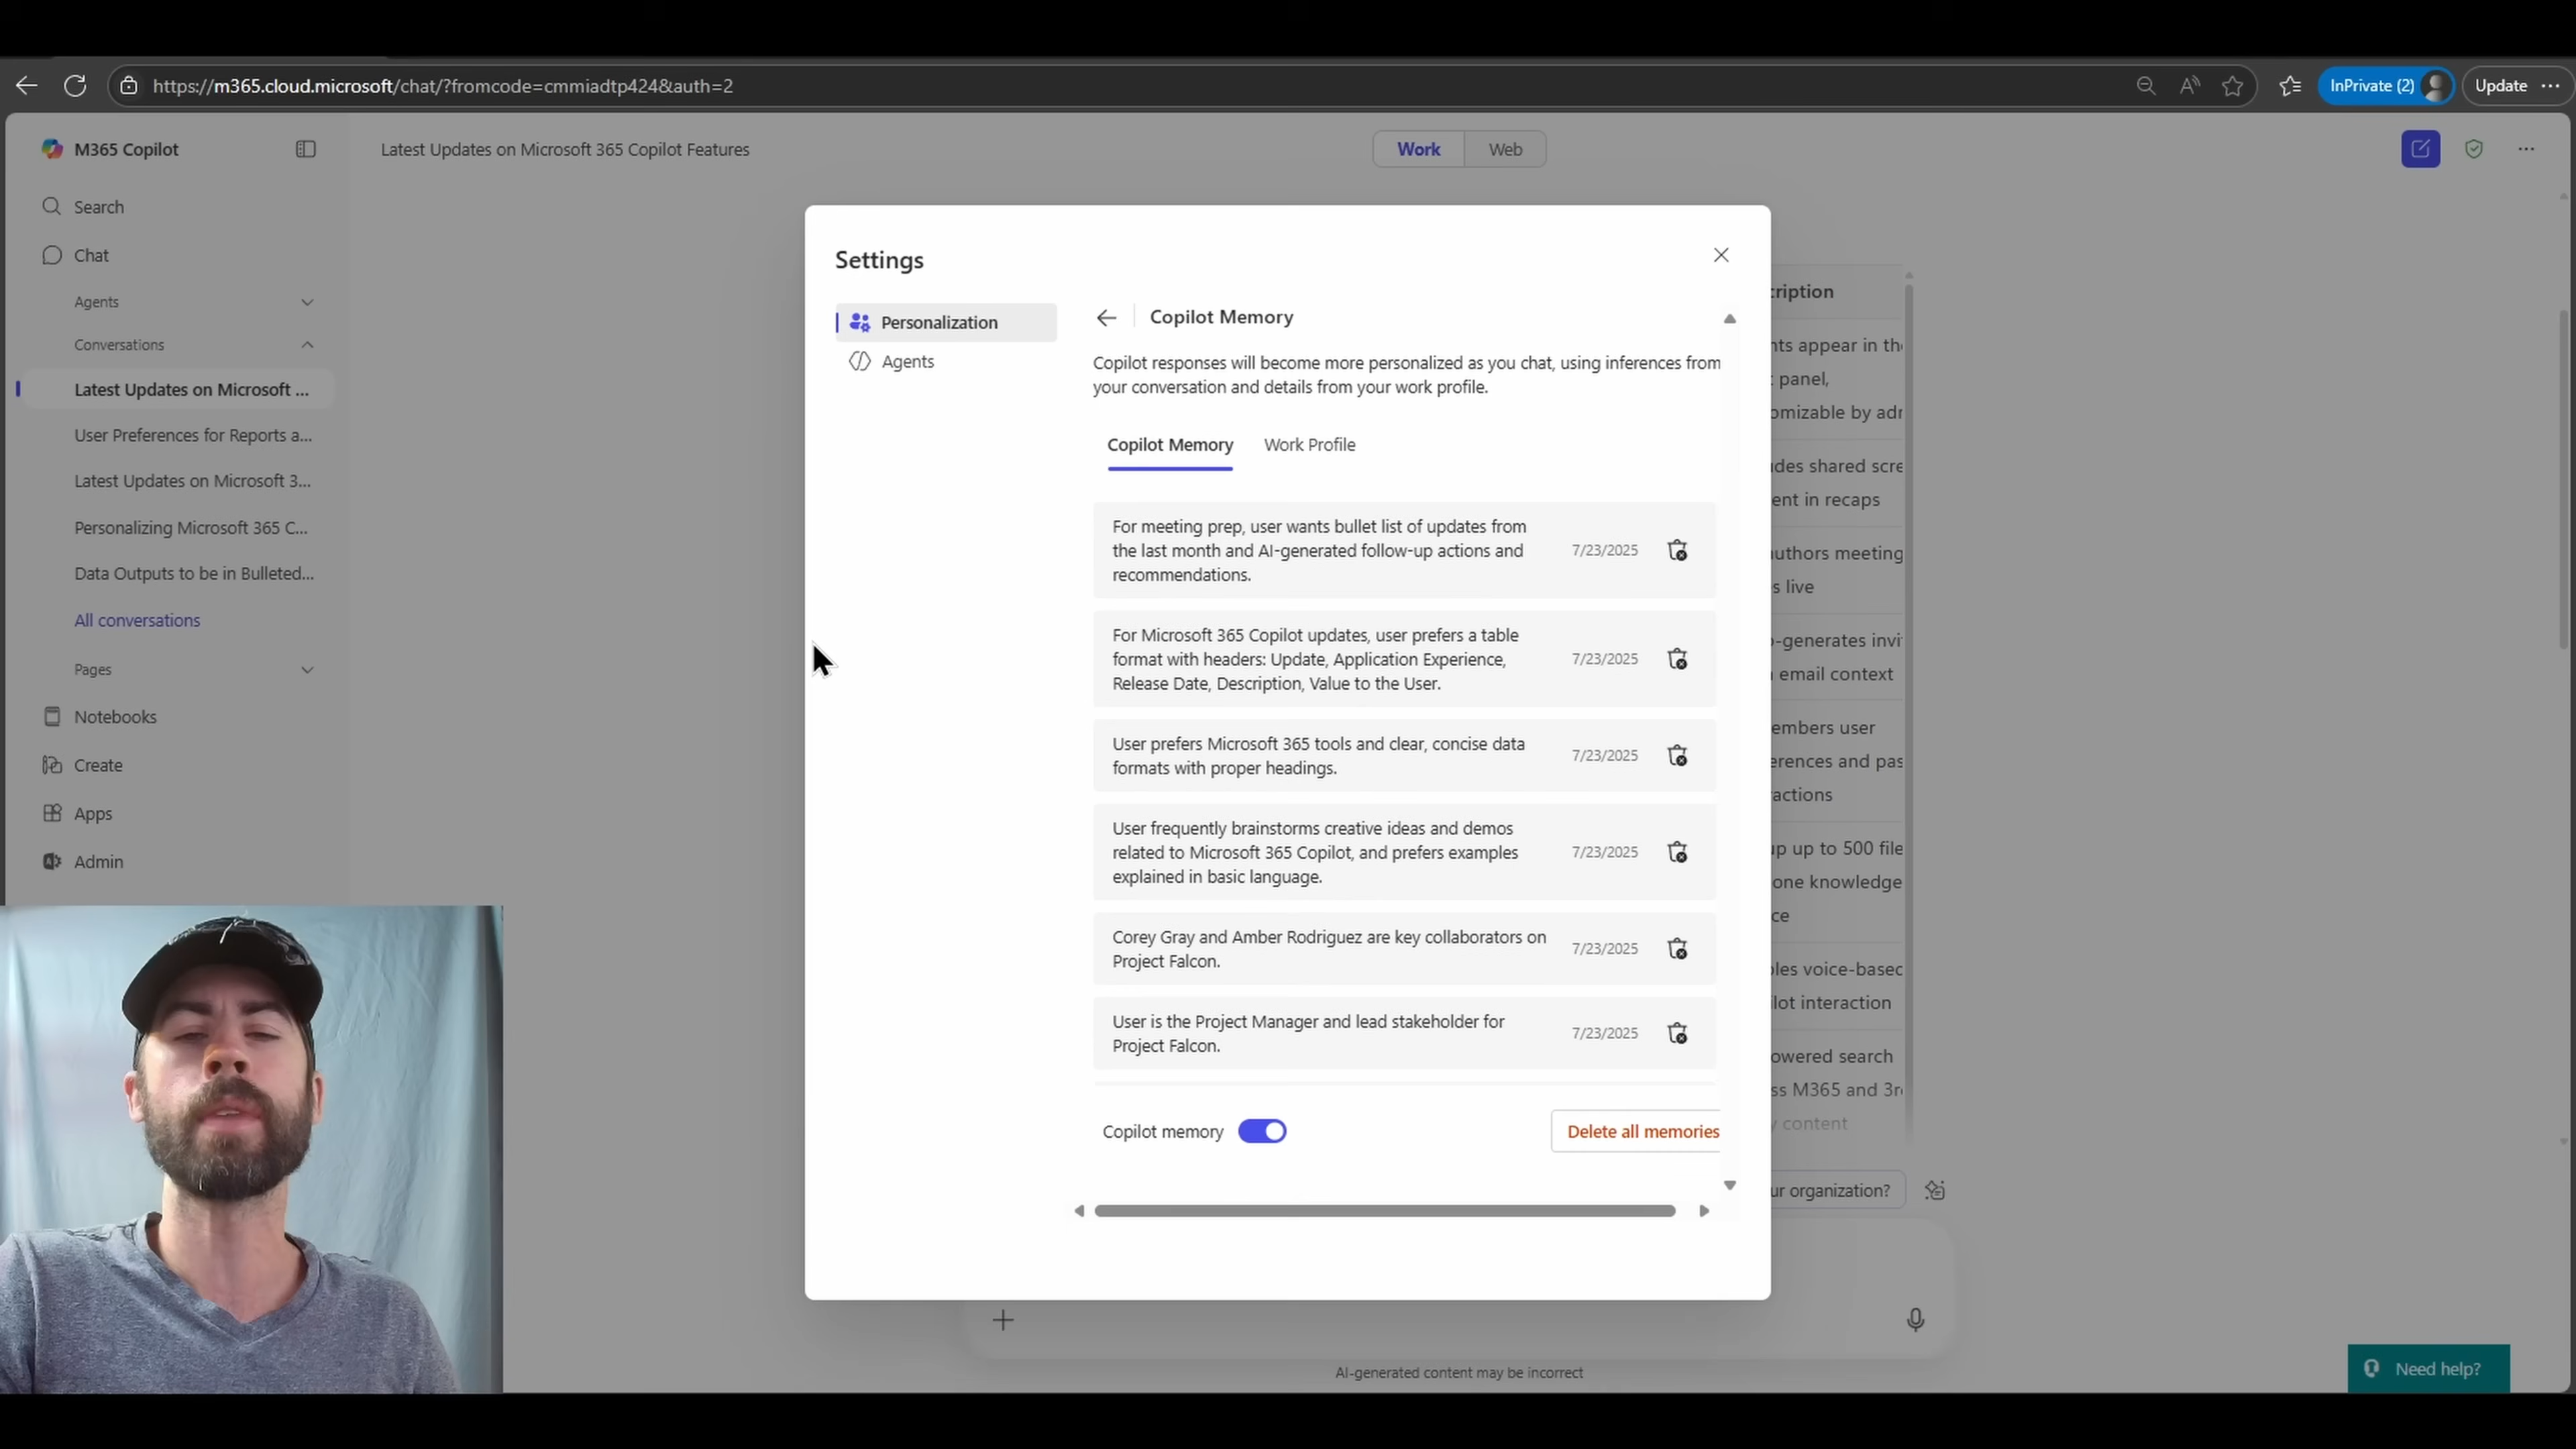 https://m365.cloud.microsoft/chat/?fromcode=cmmiadtp424&auth=2
InPrivate (2)
Update
M365 Copilot
Latest Updates on Microsoft 365 Copilot Features
Work
Web
Search
Chat
Agents
Conversations
Latest Updates on Microsoft ...
User Preferences for Reports a...
Latest Updates on Microsoft 3...
Personalizing Microsoft 365 C...
Data Outputs to be in Bulleted...
All conversations
Pages
Notebooks
Create
Apps
Admin
Settings
Personalization
Agents
Copilot Memory
Copilot responses will become more personalized as you chat, using inferences from
your conversation and details from your work profile.
Copilot Memory
Work Profile
For meeting prep, user wants bullet list of updates from
the last month and AI-generated follow-up actions and
recommendations.
7/23/2025
For Microsoft 365 Copilot updates, user prefers a table
format with headers: Update, Application Experience,
Release Date, Description, Value to the User.
7/23/2025
User prefers Microsoft 365 tools and clear, concise data
formats with proper headings.
7/23/2025
User frequently brainstorms creative ideas and demos
related to Microsoft 365 Copilot, and prefers examples
explained in basic language.
7/23/2025
Corey Gray and Amber Rodriguez are key collaborators on
Project Falcon.
7/23/2025
User is the Project Manager and lead stakeholder for
Project Falcon.
7/23/2025
Copilot memory
Delete all memories
cription
nts appear in th
panel,
omizable by adr
udes shared scre
ent in recaps
uthors meeting
s live
o-generates invi
email context
embers user
erences and pas
ractions
up up to 500 file
one knowledge
ce
bles voice-based
ilot interaction
owered search
ss M365 and 3r
y content
ur organization?
AI-generated content may be incorrect
Need help?